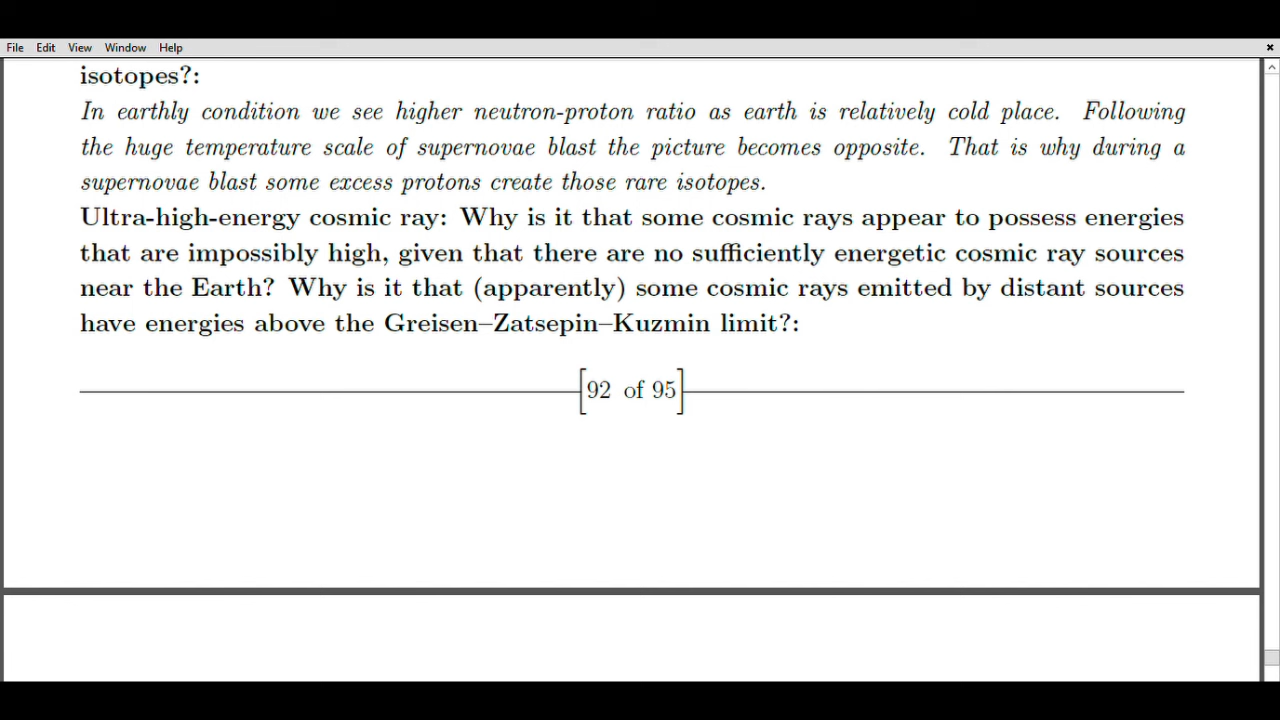 File Edit View Window Help
isotopes?:
In earthly condition we see higher neutron-proton ratio as earth is relatively cold place. Following
the huge temperature scale of supernovae blast the picture becomes opposite. That is why during a
supernovae blast some excess protons create those rare isotopes.
Ultra-high-energy cosmic ray: Why is it that some cosmic rays appear to possess energies
that are impossibly high, given that there are no sufficiently energetic cosmic ray sources
near the Earth? Why is it that (apparently) some cosmic rays emitted by distant sources
have energies above the Greisen–Zatsepin–Kuzmin limit?:
[92 of 95]